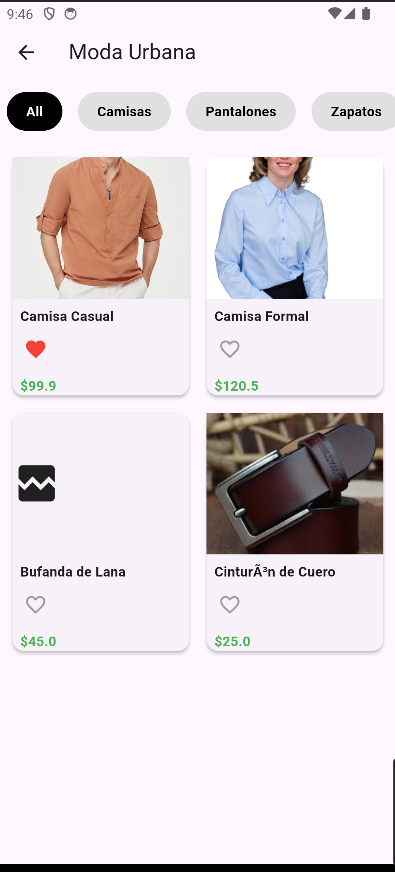 9:46
Moda Urbana
All Camisas Pantalones Zapatos
Camisa Casual Camisa Formal
$99.9 $120.5
Bufanda de Lana CinturÃ³n de Cuero
$45.0 $25.0